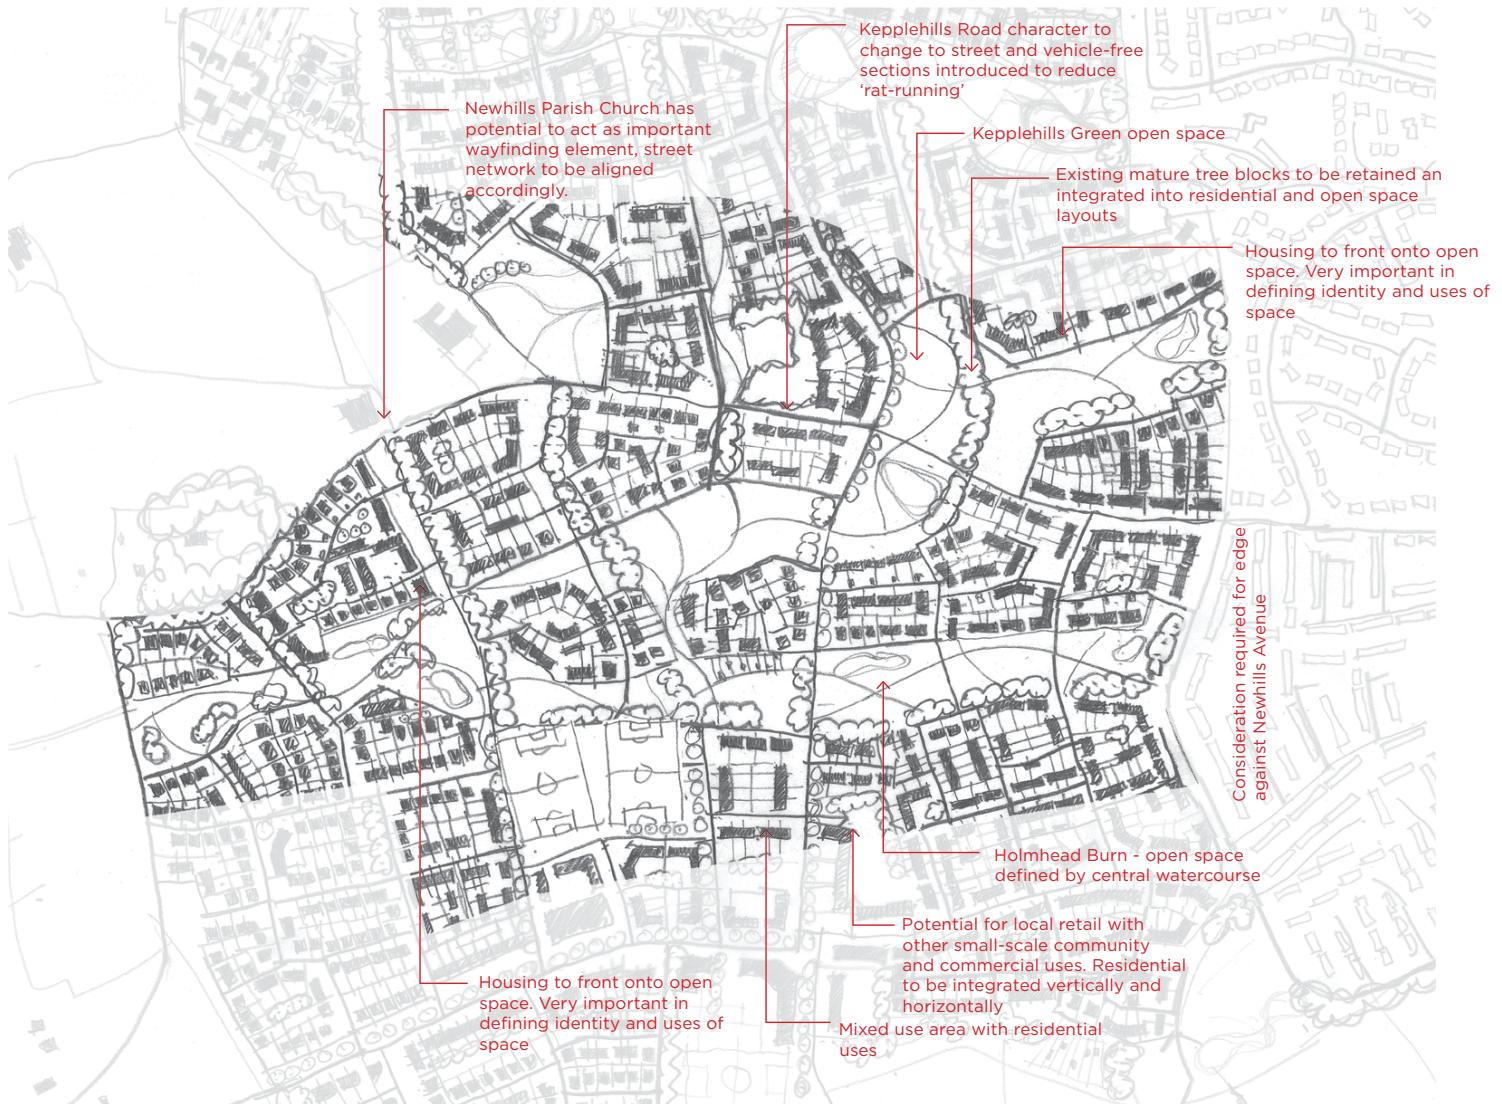 Kepplehills Road character to
change to street and vehicle-free
sections introduced to reduce
‘rat-running’
Newhills Parish Church has
potential to act as important
wayfinding element, street
network to be aligned
accordingly.
Kepplehills Green open space
Existing mature tree blocks to be retained an
integrated into residential and open space
layouts
Housing to front onto open
space. Very important in
defining identity and uses of
space
Consideration required for edge
against Newhills Avenue
Holmhead Burn - open space
defined by central watercourse
Potential for local retail with
other small-scale community
and commercial uses. Residential
to be integrated vertically and
horizontally
Housing to front onto open
space. Very important in
defining identity and uses of
space
Mixed use area with residential
uses